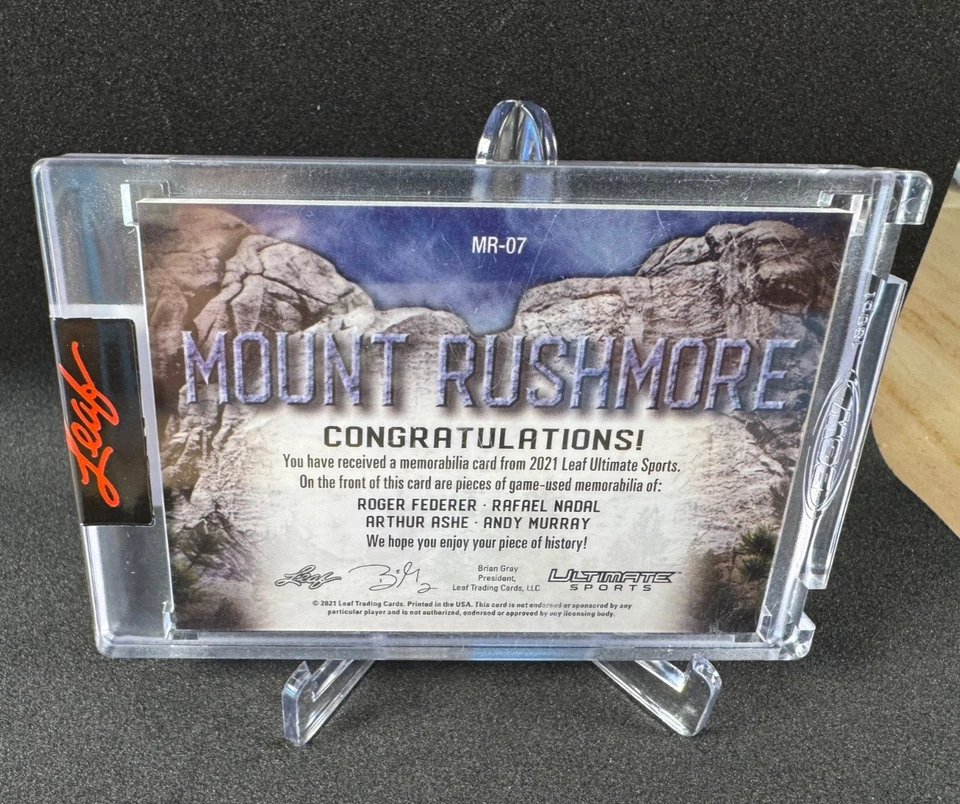 MR-07
MOUNT RUSHMORE
CONGRATULATIONS!
You have received a memorabilia card from 2021 Leaf Ultimate Sports.
On the front of this card are pieces of game-used memorabilia of:
ROGER FEDERER · RAFAEL NADAL
ARTHUR ASHE · ANDY MURRAY
We hope you enjoy your piece of history!
Leaf
Brian Gray
President,
Leaf Trading Cards, LLC
ULTIMATE
SPORTS
© 2021 Leaf Trading Cards. Printed in the USA. This card is not endorsed or sponsored by any
particular player and is not authorized, endorsed or approved by any licensing body.
Leaf